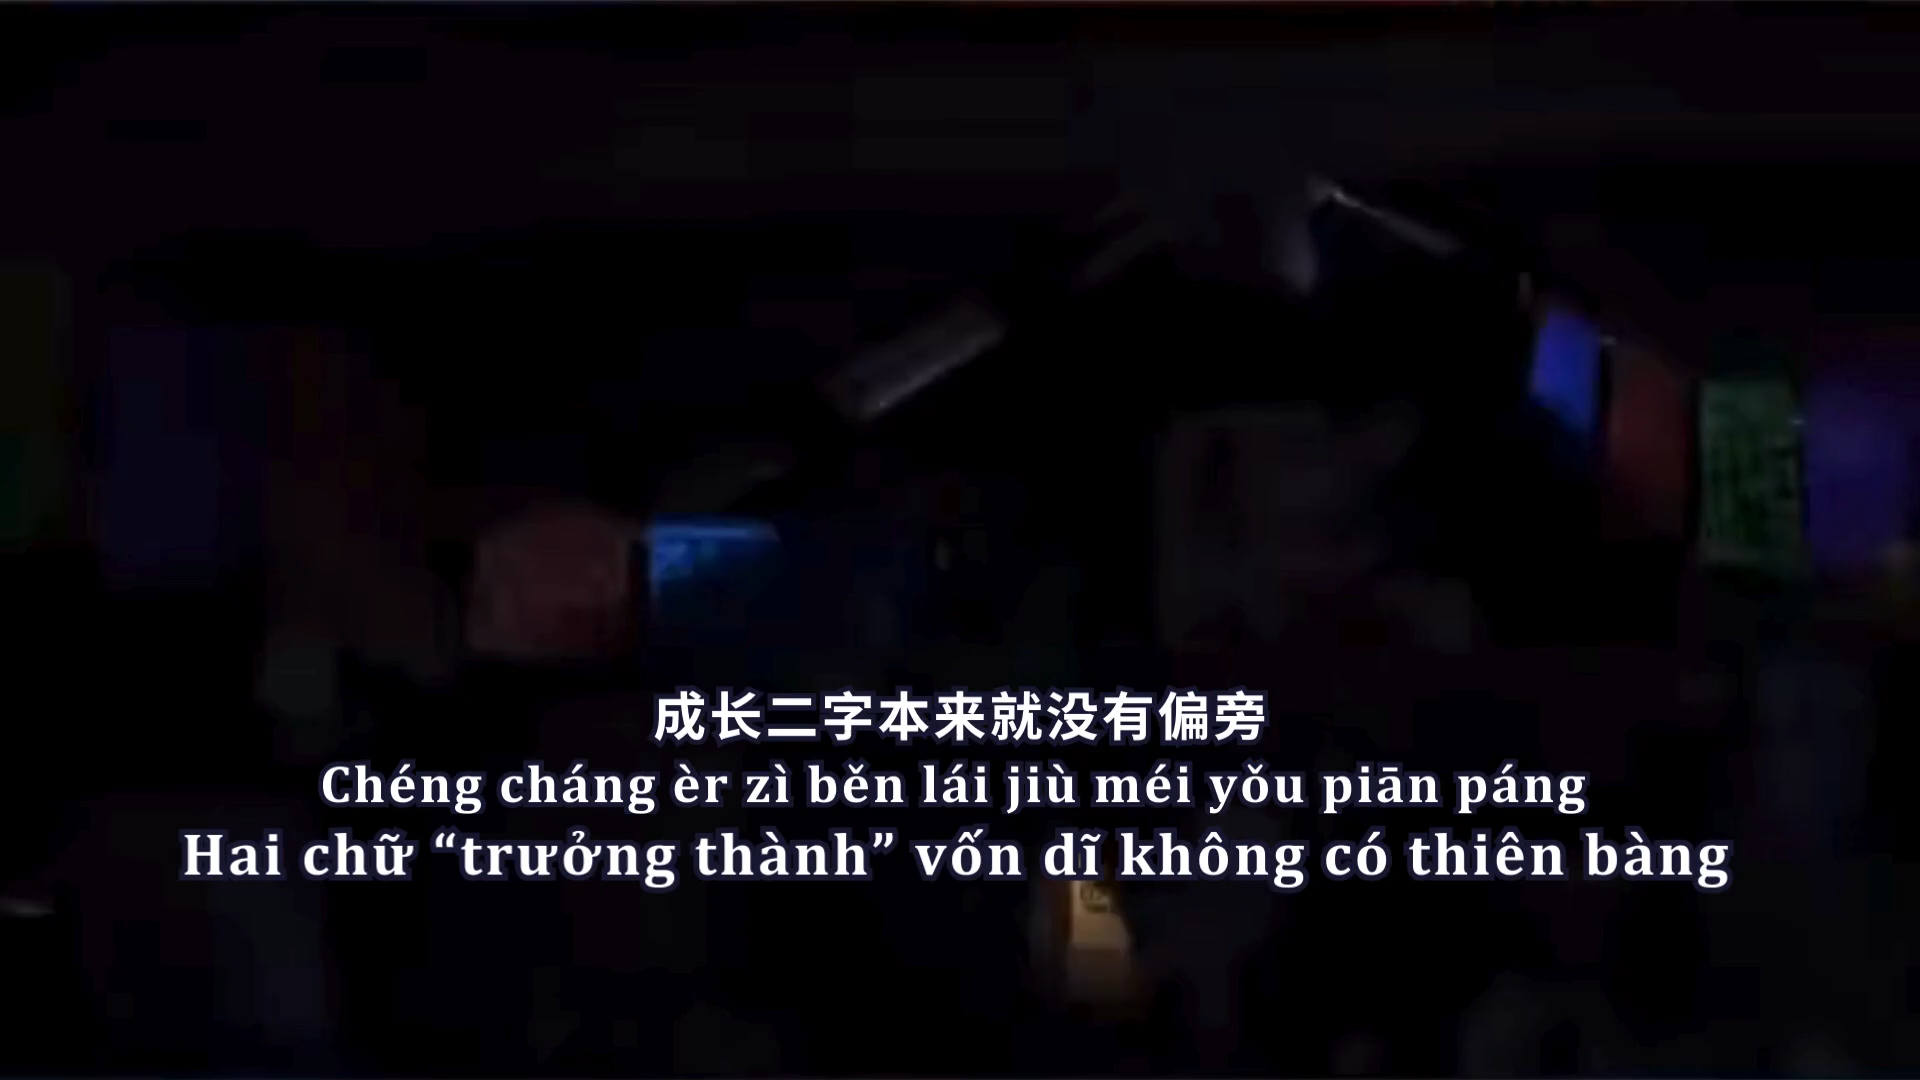 成长二字本来就没有偏旁
Chéng cháng èr zì běn lái jiù méi yǒu piān páng
Hai chữ “trưởng thành” vốn dĩ không có thiên bàng